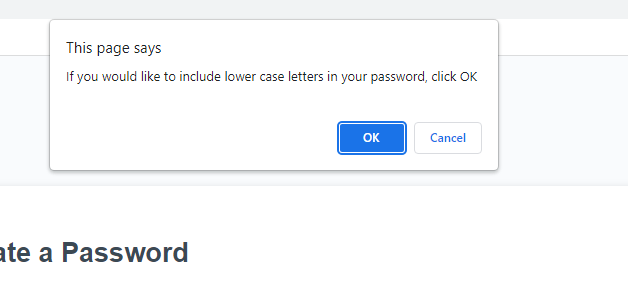 This page says
If you would like to include lower case letters in your password, click OK
OK
Cancel
ate a Password